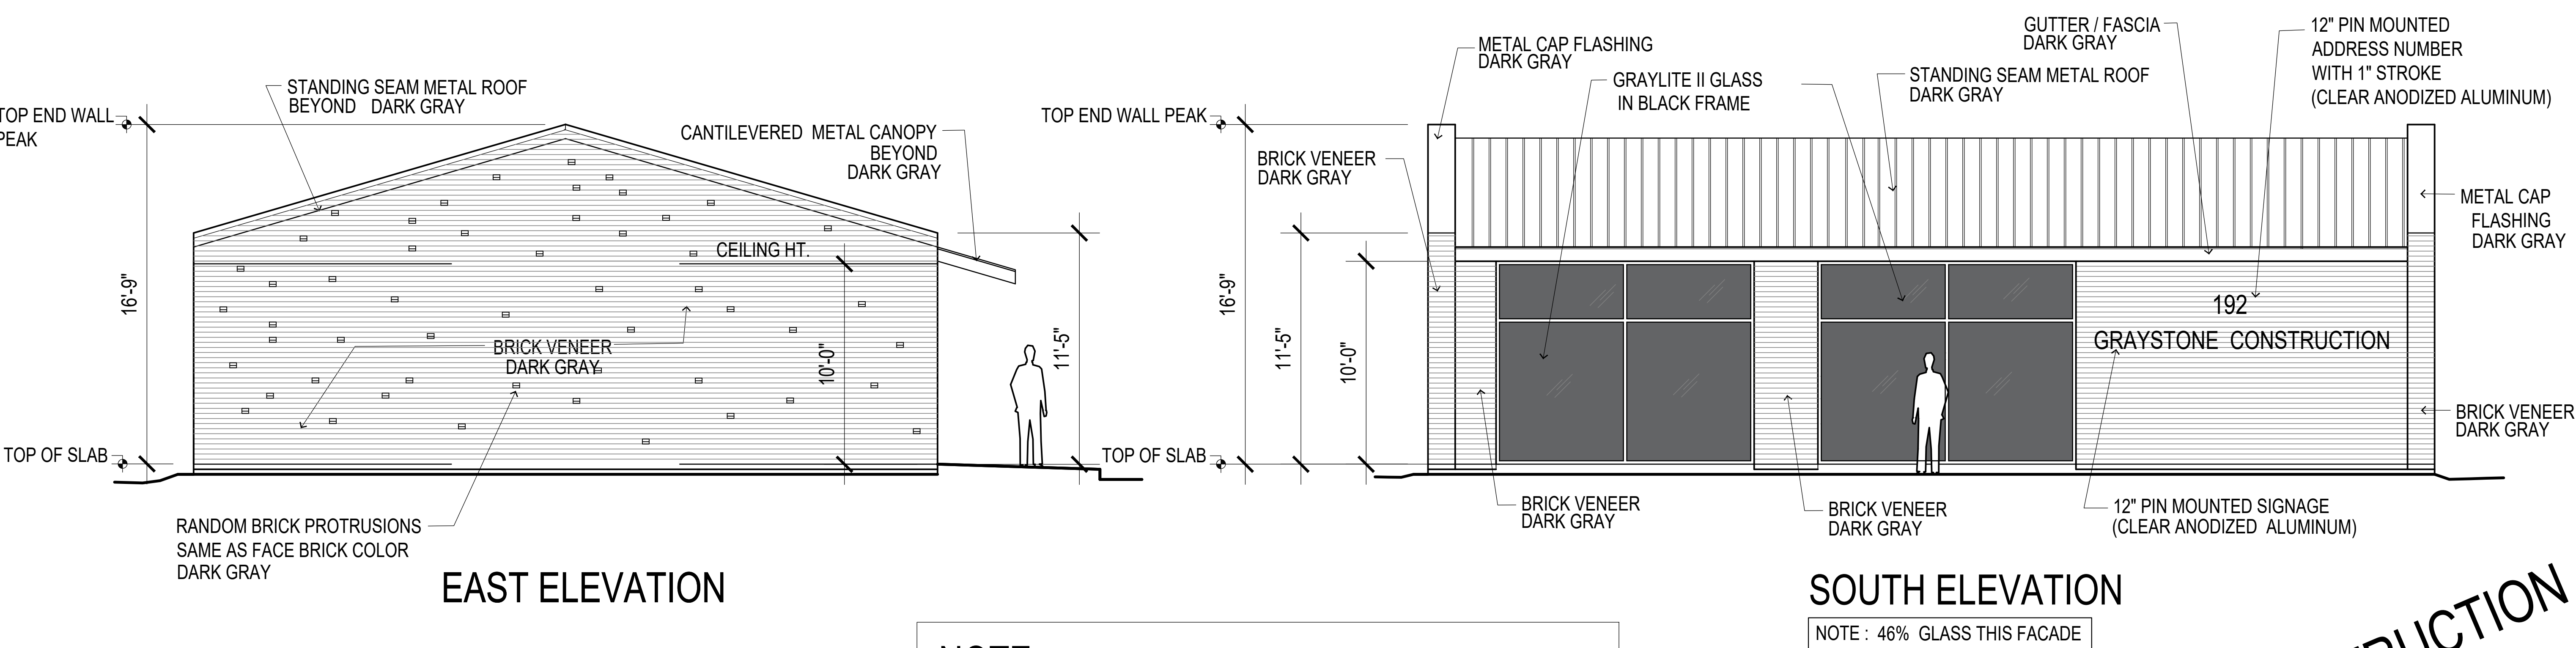 STANDING SEAM METAL ROOF
BEYOND DARK GRAY
TOP END WALL
PEAK
CANTILEVERED METAL CANOPY
BEYOND
DARK GRAY
CEILING HT.
16'-9"
BRICK VENEER
DARK GRAY
10'-0"
11'-5"
TOP OF SLAB
RANDOM BRICK PROTRUSIONS
SAME AS FACE BRICK COLOR
DARK GRAY
EAST ELEVATION
METAL CAP FLASHING
DARK GRAY
GRAYLITE II GLASS
IN BLACK FRAME
STANDING SEAM METAL ROOF
DARK GRAY
GUTTER / FASCIA
DARK GRAY
12" PIN MOUNTED
ADDRESS NUMBER
WITH 1" STROKE
(CLEAR ANODIZED ALUMINUM)
TOP END WALL PEAK
BRICK VENEER
DARK GRAY
METAL CAP
FLASHING
DARK GRAY
16'-9"
11'-5"
10'-0"
192
GRAYSTONE CONSTRUCTION
BRICK VENEER
DARK GRAY
TOP OF SLAB
BRICK VENEER
DARK GRAY
BRICK VENEER
DARK GRAY
12" PIN MOUNTED SIGNAGE
(CLEAR ANODIZED ALUMINUM)
SOUTH ELEVATION
NOTE : 46% GLASS THIS FACADE
NOTE
RUCTION